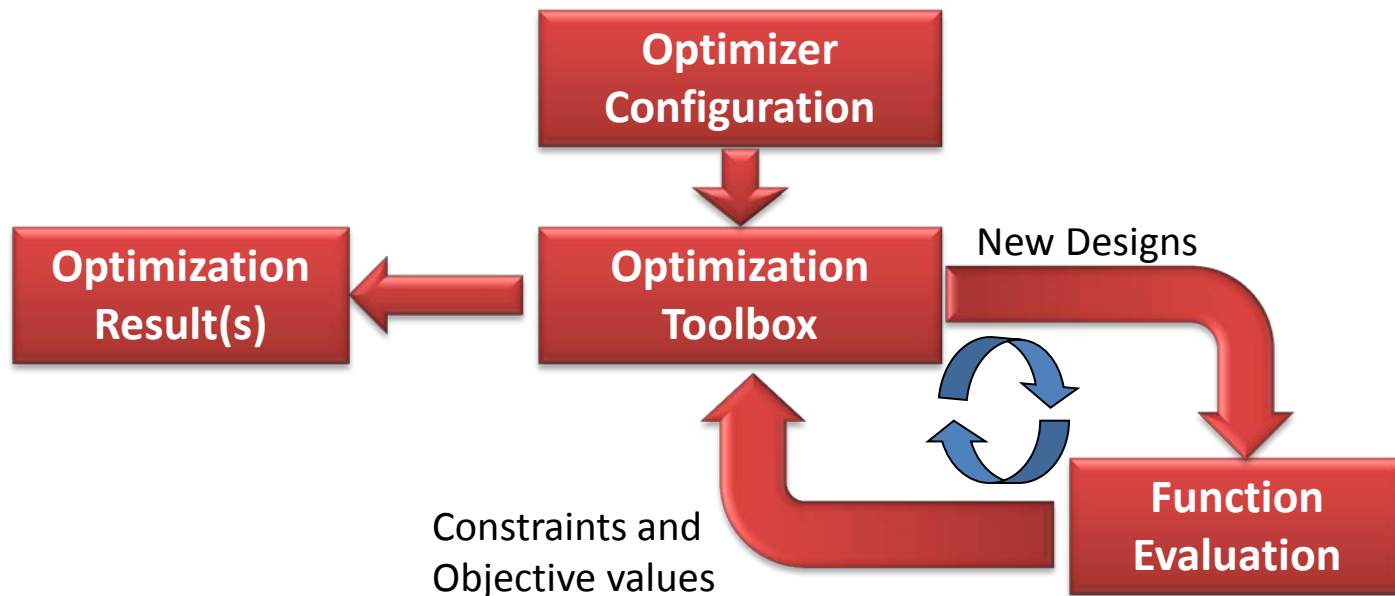 Optimizer
Configuration
Optimization
Result(s)
Optimization
Toolbox
New Designs
Constraints and
Objective values
Function
Evaluation